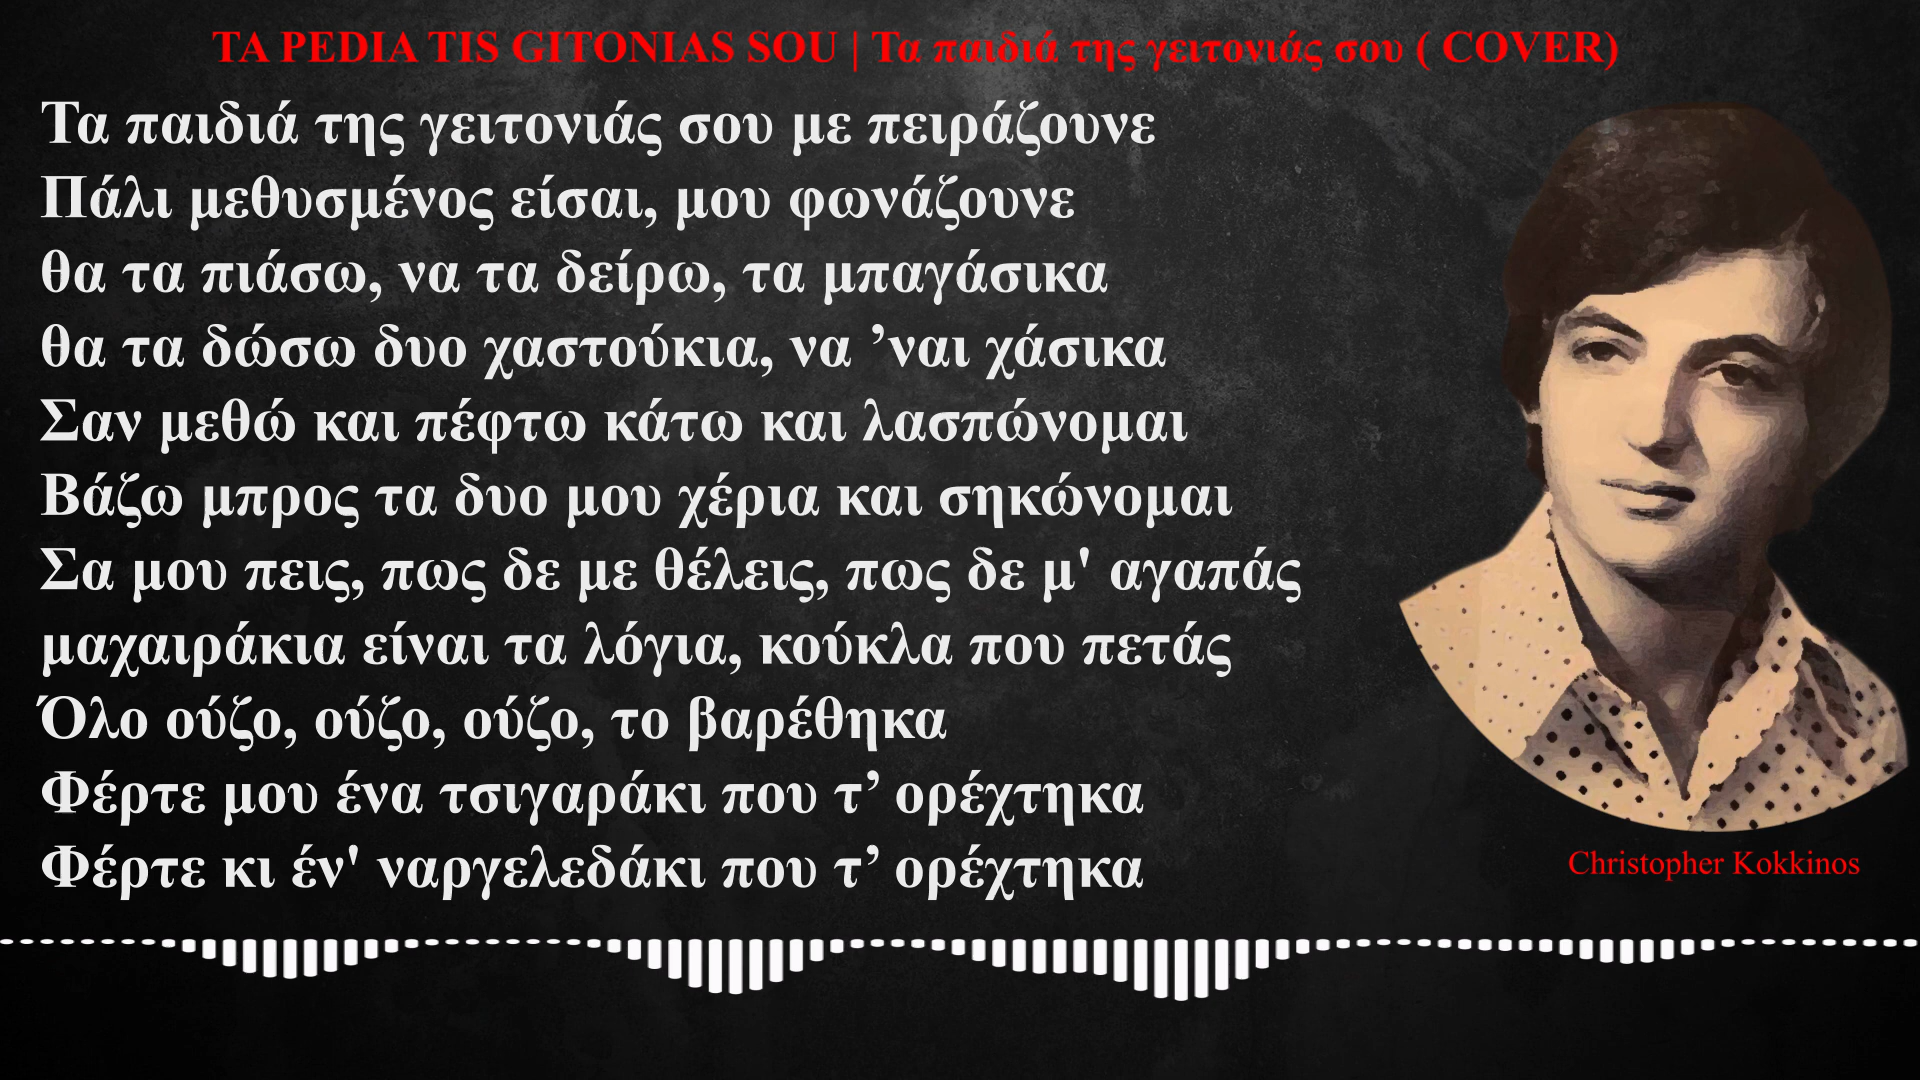 TA PEDIA TIS GITONIAS SOU | Τα παιδιά της γειτονιάς σου ( COVER)
Τα παιδιά της γειτονιάς σου με πειράζουνε
Πάλι μεθυσμένος είσαι, μου φωνάζουνε
θα τα πιάσω, να τα δείρω, τα μπαγάσικα
θα τα δώσω δυο χαστούκια, να ’ναι χάσικα
Σαν μεθώ και πέφτω κάτω και λασπώνομαι
Βάζω μπρος τα δυο μου χέρια και σηκώνομαι
Σα μου πεις, πως δε με θέλεις, πως δε μ' αγαπάς
μαχαιράκια είναι τα λόγια, κούκλα που πετάς
Όλο ούζο, ούζο, ούζο, το βαρέθηκα
Φέρτε μου ένα τσιγαράκι που τ’ ορέχτηκα
Φέρτε κι έν' ναργελεδάκι που τ’ ορέχτηκα
Christopher Kokkinos